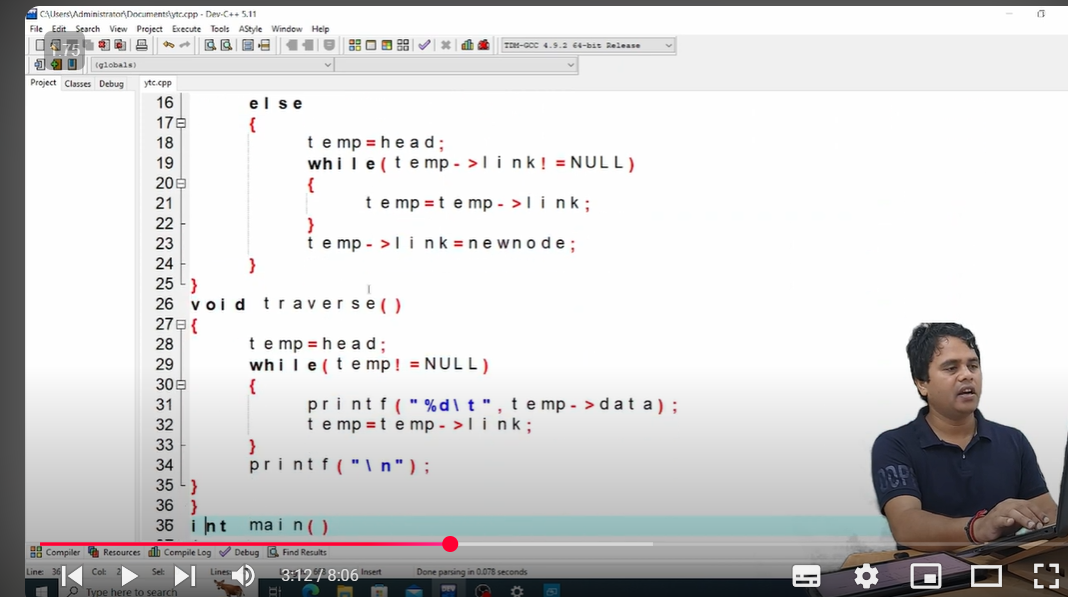 C:\Users\Administrator\Documents\ytc.cpp - Dev-C++ 5.11
File Edit Search View Project Execute Tools AStyle Window Help
1.75
TDM-GCC 4.9.2 64-bit Release
(globals)
Project Classes Debug ytc.cpp
16 else
17 {
18 temp=head;
19 while(temp->link!=NULL)
20 {
21 temp=temp->link;
22 }
23 temp->link=newnode;
24 }
25 }
26 void traverse()
27 {
28 temp=head;
29 while(temp!=NULL)
30 {
31 printf("%d\t",temp->data);
32 temp=temp->link;
33 }
34 printf("\n");
35 }
36 }
36 int main()
Compiler Resources Compile Log Debug Find Results
3:12 / 8:06
Line: Col: Sel: Lines: Insert Done parsing in 0.078 seconds
Type here to search